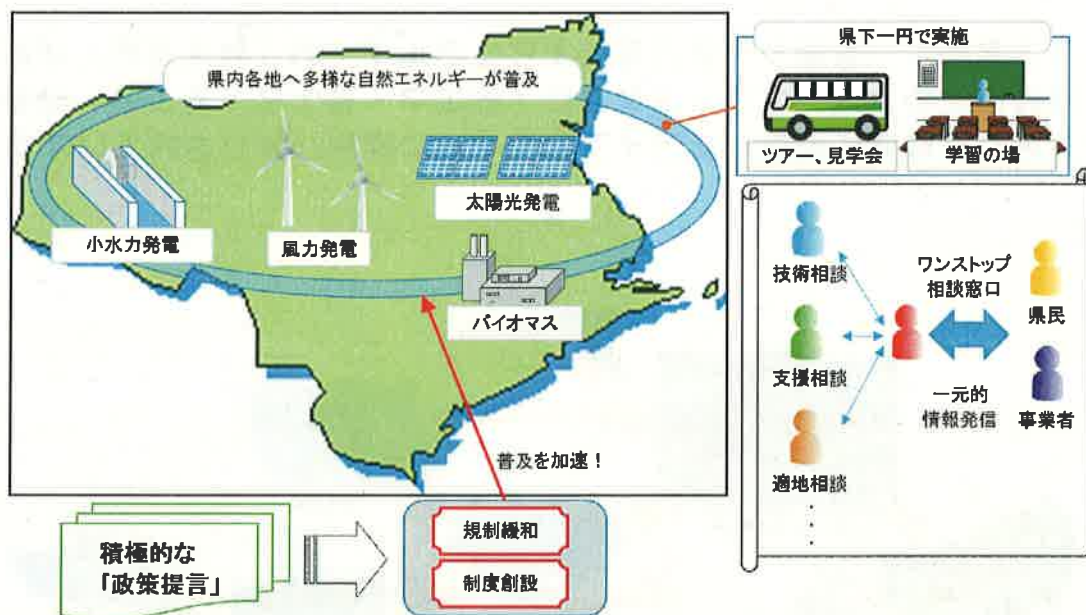 県内各地へ多様な自然エネルギーが普及
小水力発電
風力発電
太陽光発電
バイオマス
普及を加速！
積極的な
「政策提言」
規制緩和
制度創設
県下一円で実施
ツアー、見学会
学習の場
技術相談
支援相談
適地相談
・
・
・
ワンストップ
相談窓口
一元的
情報発信
県民
事業者